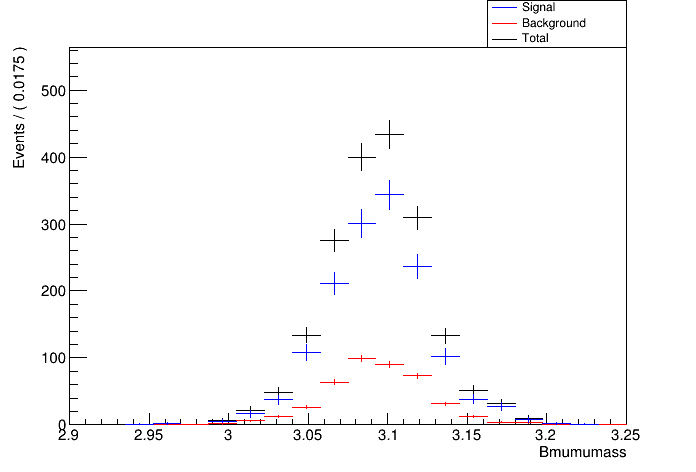 Signal
Background
Total
Events / ( 0.0175 )
500
400
300
200
100
0
2.9 2.95 3 3.05 3.1 3.15 3.2 3.25
Bmumumass